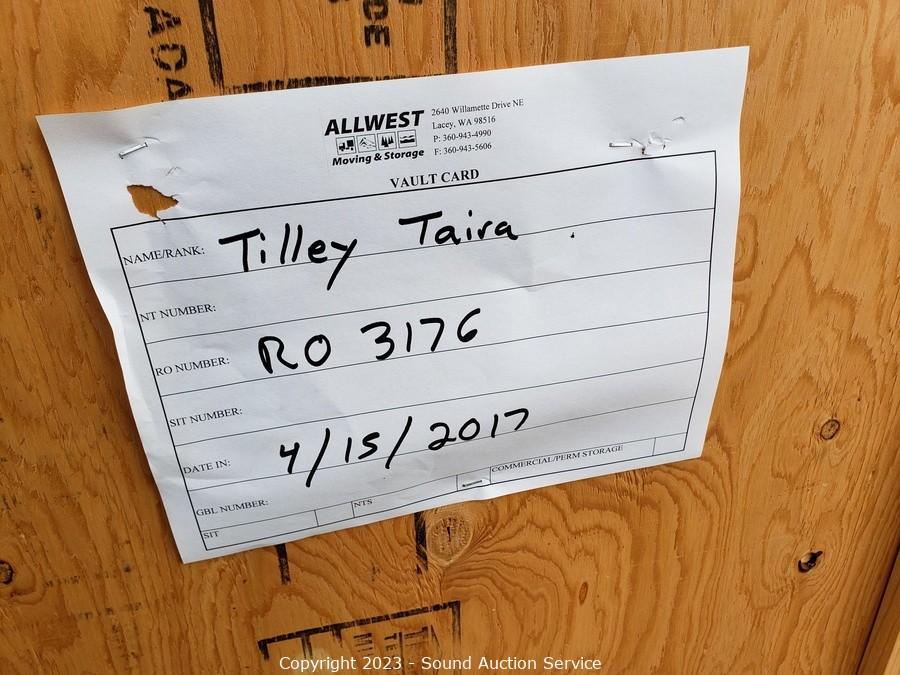 ADA
CE
ALLWEST
Moving & Storage
2640 Willamette Drive NE
Lacey, WA 98516
P: 360-943-4990
F: 360-943-5606
VAULT CARD
NAME/RANK: Tilley Taira
NT NUMBER:
RO NUMBER: RO 3176
SIT NUMBER:
DATE IN: 4/15/2017
GBL NUMBER:
SIT
NTS
COMMERCIAL/PERM STORAGE
Copyright 2023 - Sound Auction Service